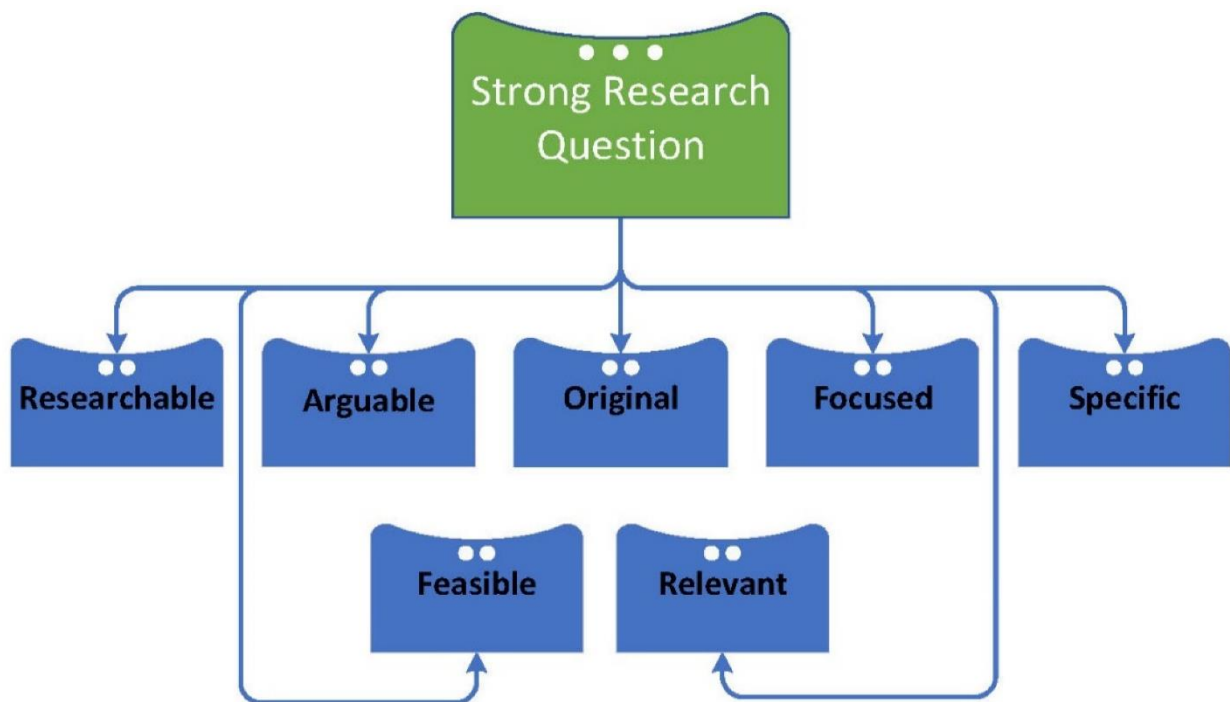 Strong Research
Question
Researchable
Arguable
Original
Focused
Specific
Feasible
Relevant